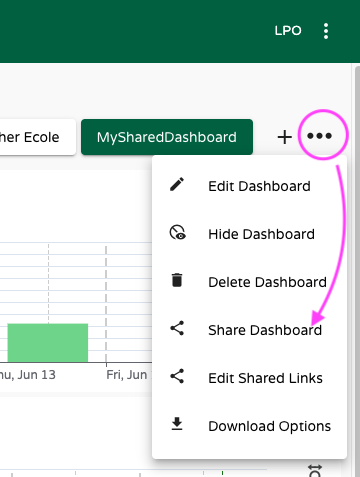 LPO
her Ecole
MySharedDashboard
Edit Dashboard
Hide Dashboard
Delete Dashboard
Share Dashboard
Edit Shared Links
Download Options
nu, Jun 13
Fri, Jun